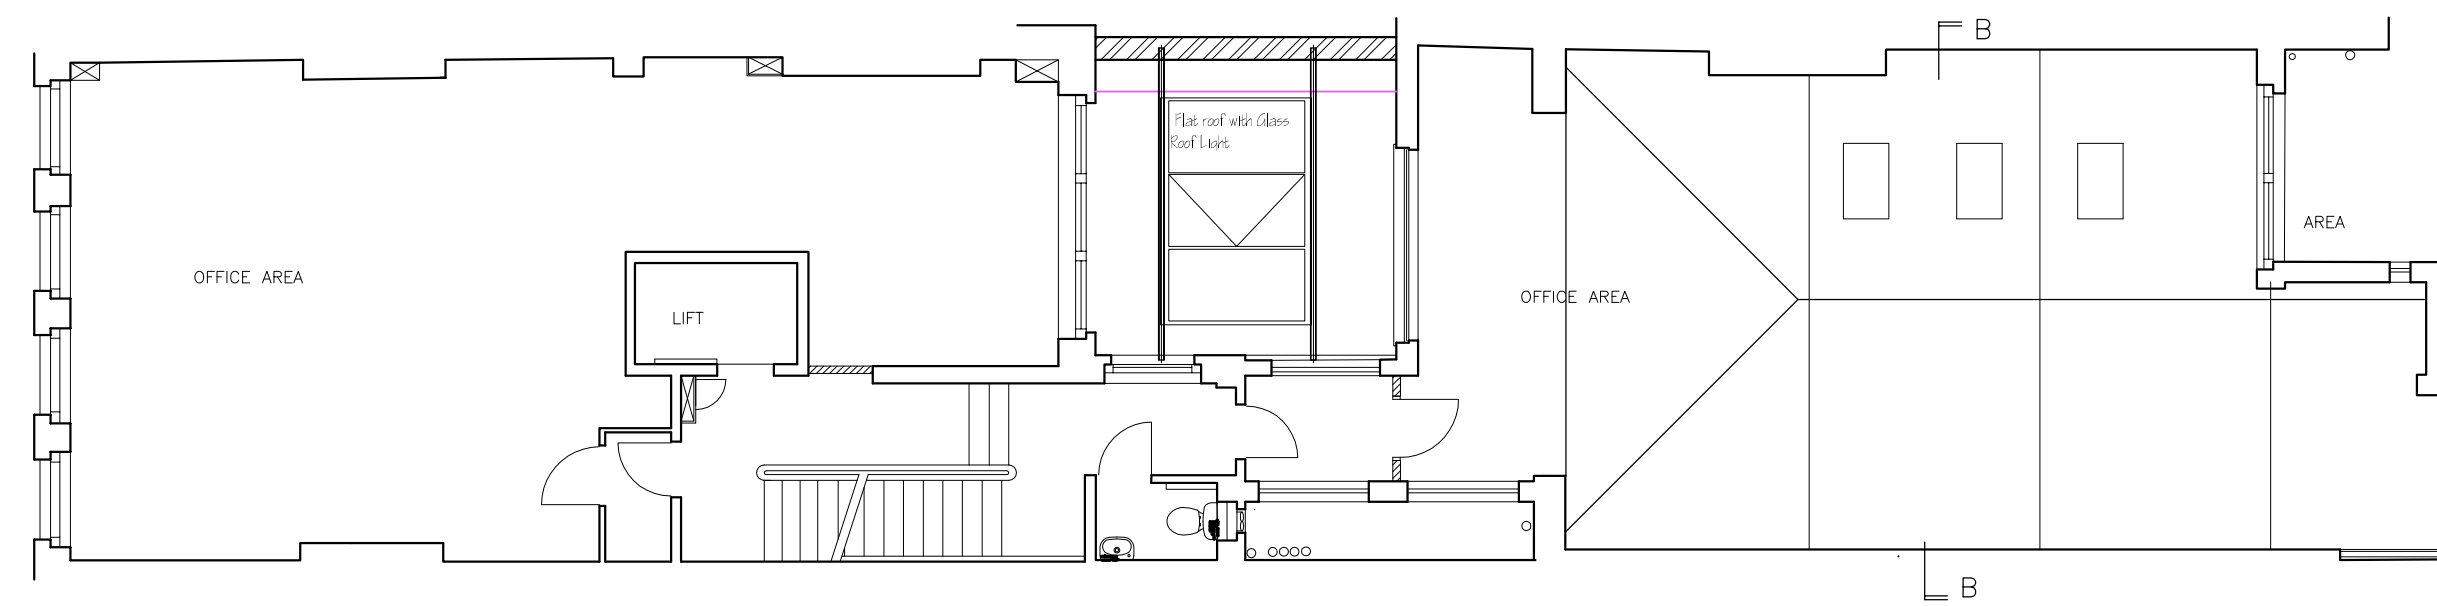 B
Flat roof with Glass
Roof Light
AREA
OFFICE AREA
OFFICE AREA
LIFT
B